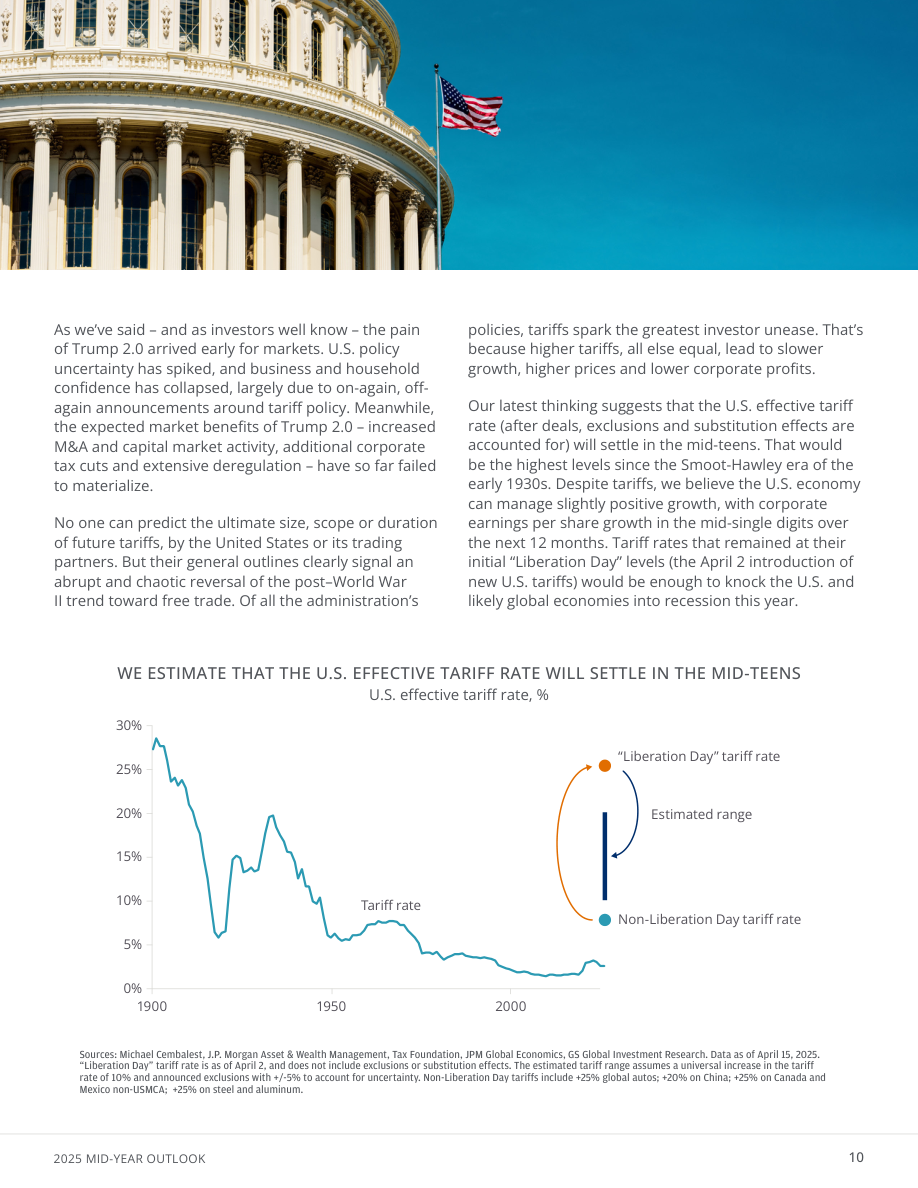 As we’ve said – and as investors well know – the pain
of Trump 2.0 arrived early for markets. U.S. policy
uncertainty has spiked, and business and household
confidence has collapsed, largely due to on-again, off-
again announcements around tariff policy. Meanwhile,
the expected market benefits of Trump 2.0 – increased
M&A and capital market activity, additional corporate
tax cuts and extensive deregulation – have so far failed
to materialize.
No one can predict the ultimate size, scope or duration
of future tariffs, by the United States or its trading
partners. But their general outlines clearly signal an
abrupt and chaotic reversal of the post–World War
II trend toward free trade. Of all the administration’s
policies, tariffs spark the greatest investor unease. That’s
because higher tariffs, all else equal, lead to slower
growth, higher prices and lower corporate profits.
Our latest thinking suggests that the U.S. effective tariff
rate (after deals, exclusions and substitution effects are
accounted for) will settle in the mid-teens. That would
be the highest levels since the Smoot-Hawley era of the
early 1930s. Despite tariffs, we believe the U.S. economy
can manage slightly positive growth, with corporate
earnings per share growth in the mid-single digits over
the next 12 months. Tariff rates that remained at their
initial “Liberation Day” levels (the April 2 introduction of
new U.S. tariffs) would be enough to knock the U.S. and
likely global economies into recession this year.
WE ESTIMATE THAT THE U.S. EFFECTIVE TARIFF RATE WILL SETTLE IN THE MID-TEENS
U.S. effective tariff rate, %
30%
25%
20%
15%
10%
5%
0%
1900
1950
2000
“Liberation Day” tariff rate
Estimated range
Tariff rate
Non-Liberation Day tariff rate
Sources: Michael Cembalest, J.P. Morgan Asset & Wealth Management, Tax Foundation, JPM Global Economics, GS Global Investment Research. Data as of April 15, 2025.
“Liberation Day” tariff rate is as of April 2, and does not include exclusions or substitution effects. The estimated tariff range assumes a universal increase in the tariff
rate of 10% and announced exclusions with +/-5% to account for uncertainty. Non-Liberation Day tariffs include +25% global autos; +20% on China; +25% on Canada and
Mexico non-USMCA; +25% on steel and aluminum.
2025 MID-YEAR OUTLOOK
10